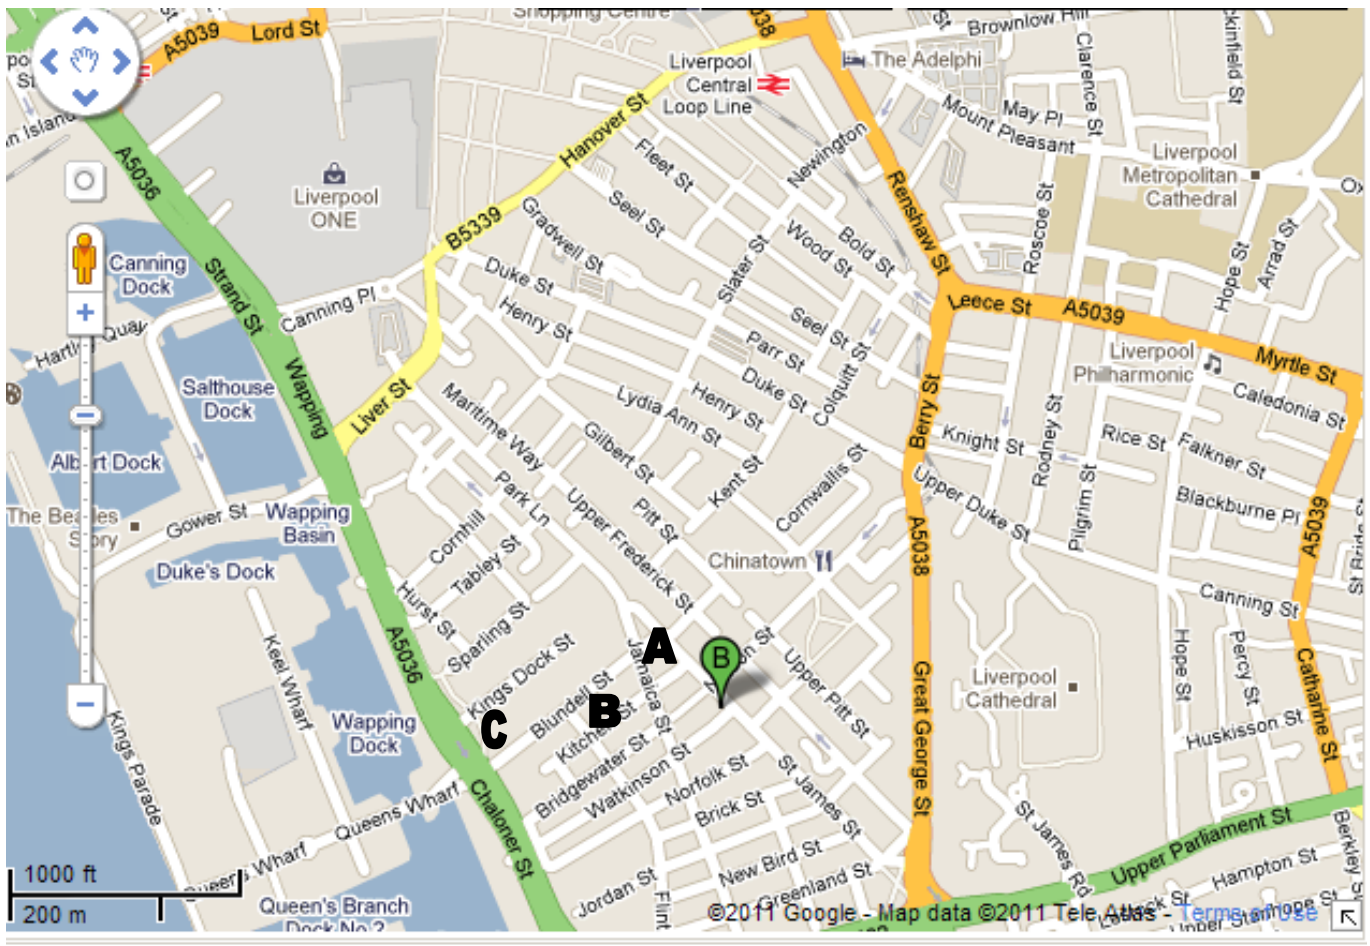 Shopping Centre
A5039
Lord St
Brownlow Hill
Clarence St
Liverpool
Central
Loop Line
The Adelphi
May Pl
Mount Pleasant
Hanover St
Newington
Liverpool
Metropolitan
Cathedral
A5036
Fleet St
Renshaw St
Roscoe St
Liverpool
ONE
Seel St
Gradwell St
B5339
Wood St
Bold St
Slater St
Hope St
Arrad St
Canning
Dock
Strand St
Duke St
Canning Pl
Henry St
Seel St
Leece St
A5039
Quay
Parr St
Liverpool
Philharmonic
Myrtle St
Wapping
Salthouse
Dock
Liver St
Maritime Way
Lydia Ann St
Henry St
Duke St
Colquitt St
Berry St
Caledonia St
Knight St
Rodney St
Rice St
Falkner St
Albert Dock
Gilbert St
Kent St
Cornwallis St
Park Ln
Upper Duke St
Pilgrim St
Blackburne Pl
A5039
The Beatles
Story
Gower St
Wapping
Basin
Pitt St
Upper Frederick St
Cornhill
A5038
Duke's Dock
Tabley St
Chinatown
Hurst St
Canning St
Sparling St
A5036
Keel Wharf
Kings Dock St
Jamaica St
A
B
Upper Pitt St
Hope St
Percy St
Catharine St
Great George St
Liverpool
Cathedral
Blundell St
B
C
Wapping
Dock
Kings Parade
Bridgewater St
Watkinson St
Huskisson St
Norfolk St
St James St
Queens Wharf
Chaloner St
Brick St
St James Rd
Upper Parliament St
New Bird St
Greenland St
Hampton St
Berkley St
1000 ft
200 m
Queen's Branch
Dock No 2
Jordan St
Flint
©2011 Google - Map data ©2011 Tele Atlas - Terms of Use